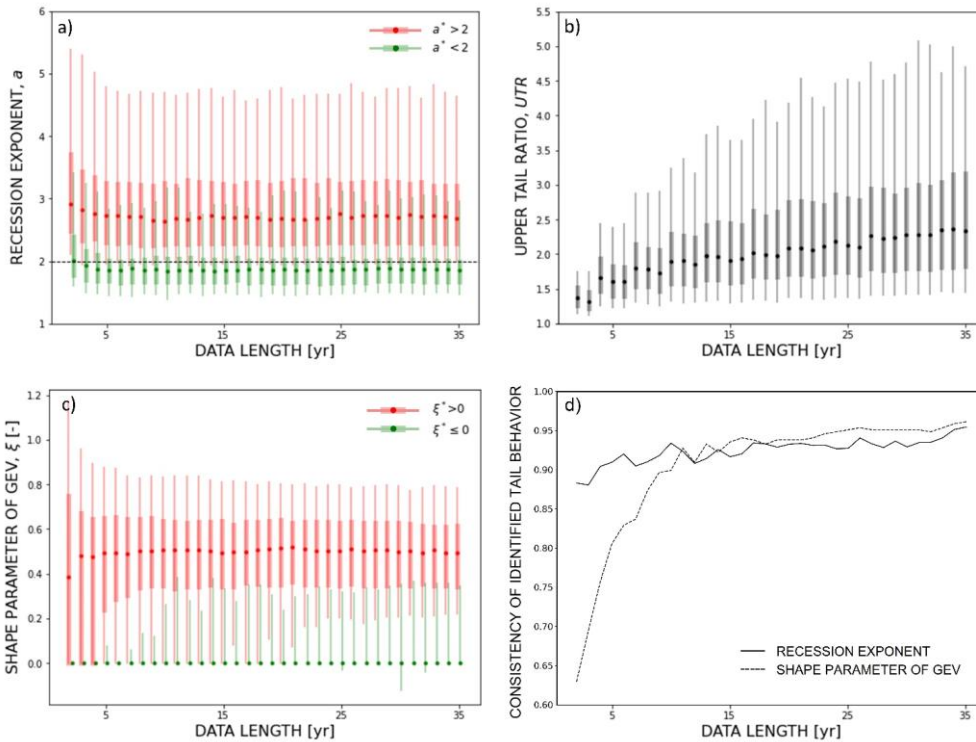 a)
a* > 2
a* < 2
RECESSION EXPONENT, a
6
5
4
3
2
1
5 15 25 35
DATA LENGTH [yr]
b)
UPPER TAIL RATIO, UTR
5.0
4.5
4.0
3.5
3.0
2.5
2.0
1.5
1.0
5 15 25 35
DATA LENGTH [yr]
c)
ξ* >0
ξ* ≤ 0
SHAPE PARAMETER OF GEV, ξ [-]
1.2
1.0
0.8
0.6
0.4
0.2
0.0
5 15 25 35
DATA LENGTH [yr]
d)
CONSISTENCY OF IDENTIFIED TAIL BEHAVIOR
1.00
0.95
0.90
0.85
0.80
0.75
0.70
0.65
0.60
RECESSION EXPONENT
SHAPE PARAMETER OF GEV
5 15 25 35
DATA LENGTH [yr]